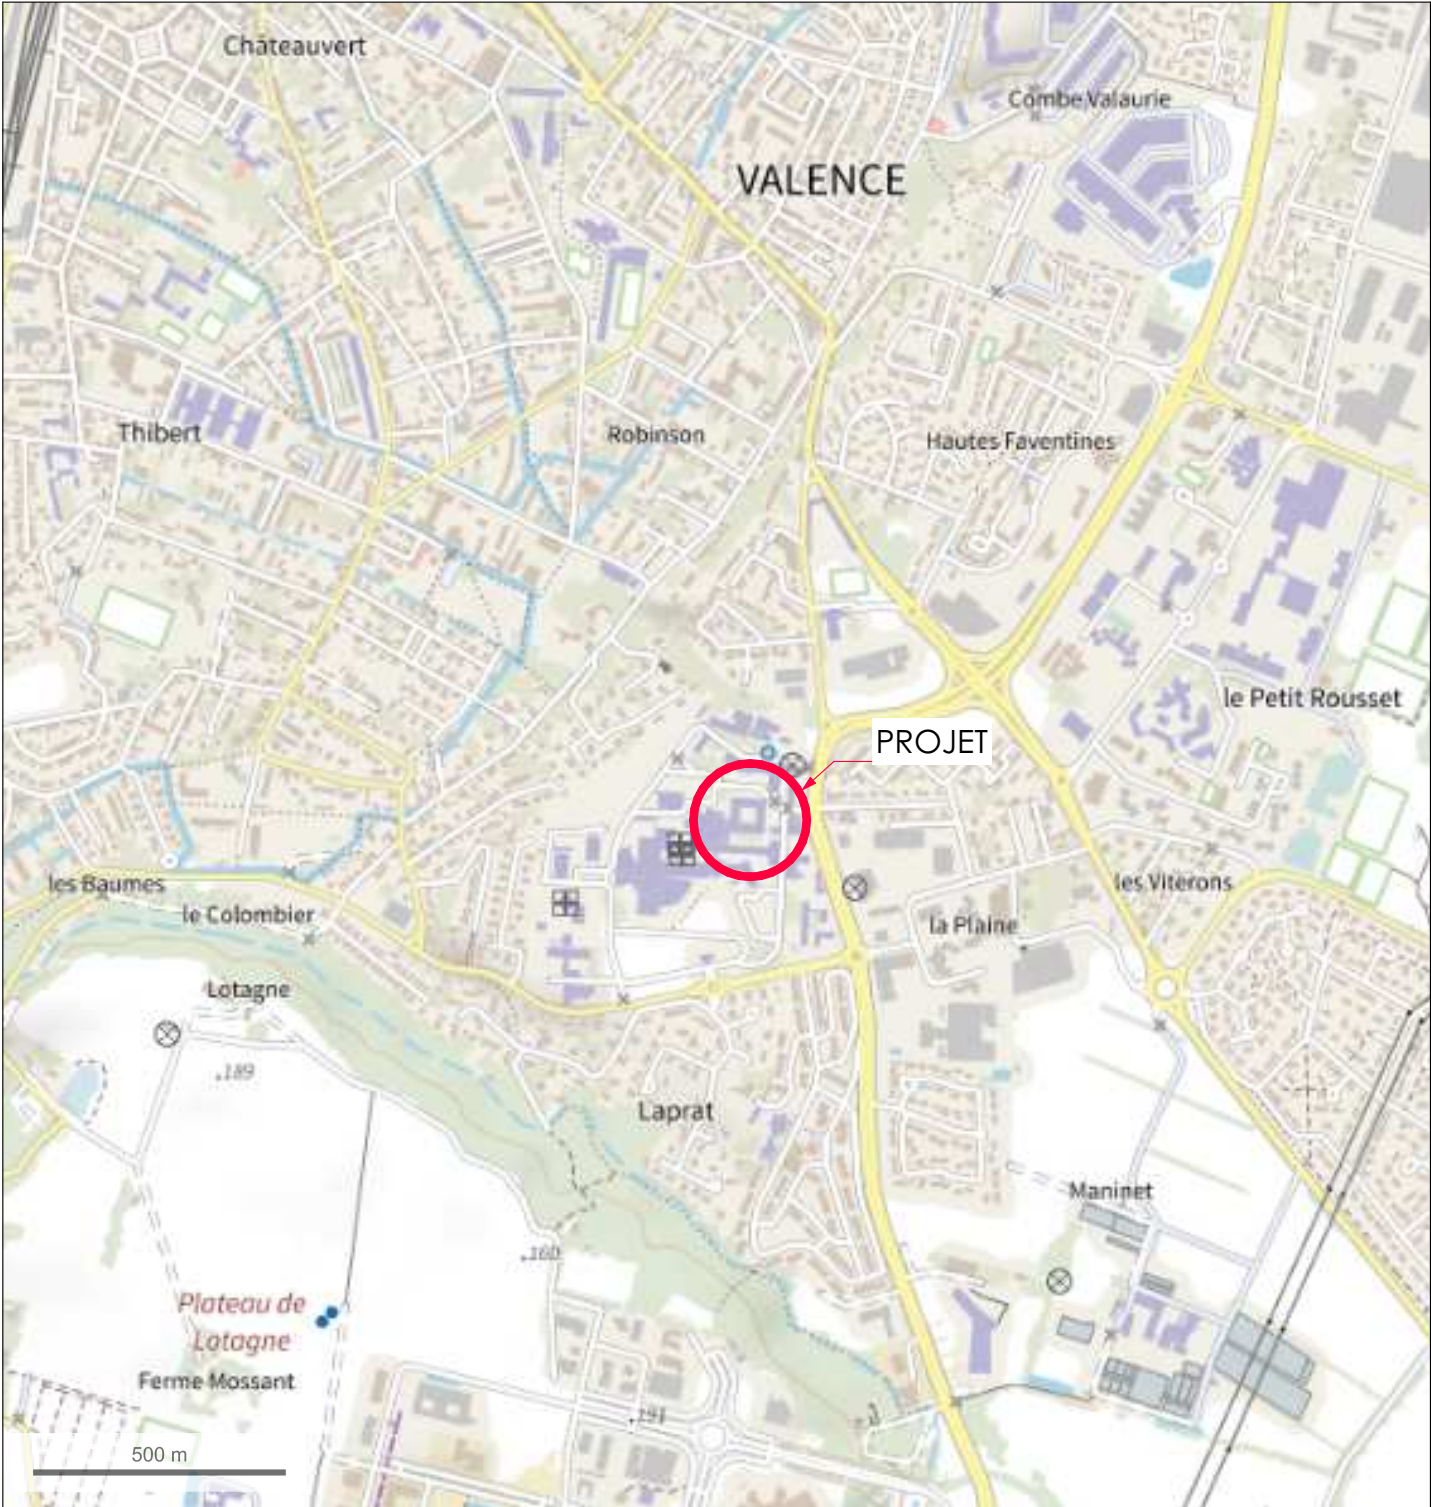 Chateauvert
Combe Valaurie
VALENCE
Thibert
Robinson
Hautes Faventines
le Petit Rousset
PROJET
les Baumes
les Viterons
le Colombier
la Plaine
Lotagne
.189
Laprat
Maninet
.160
Plateau de
Lotagne
Ferme Mossant
.191
500 m